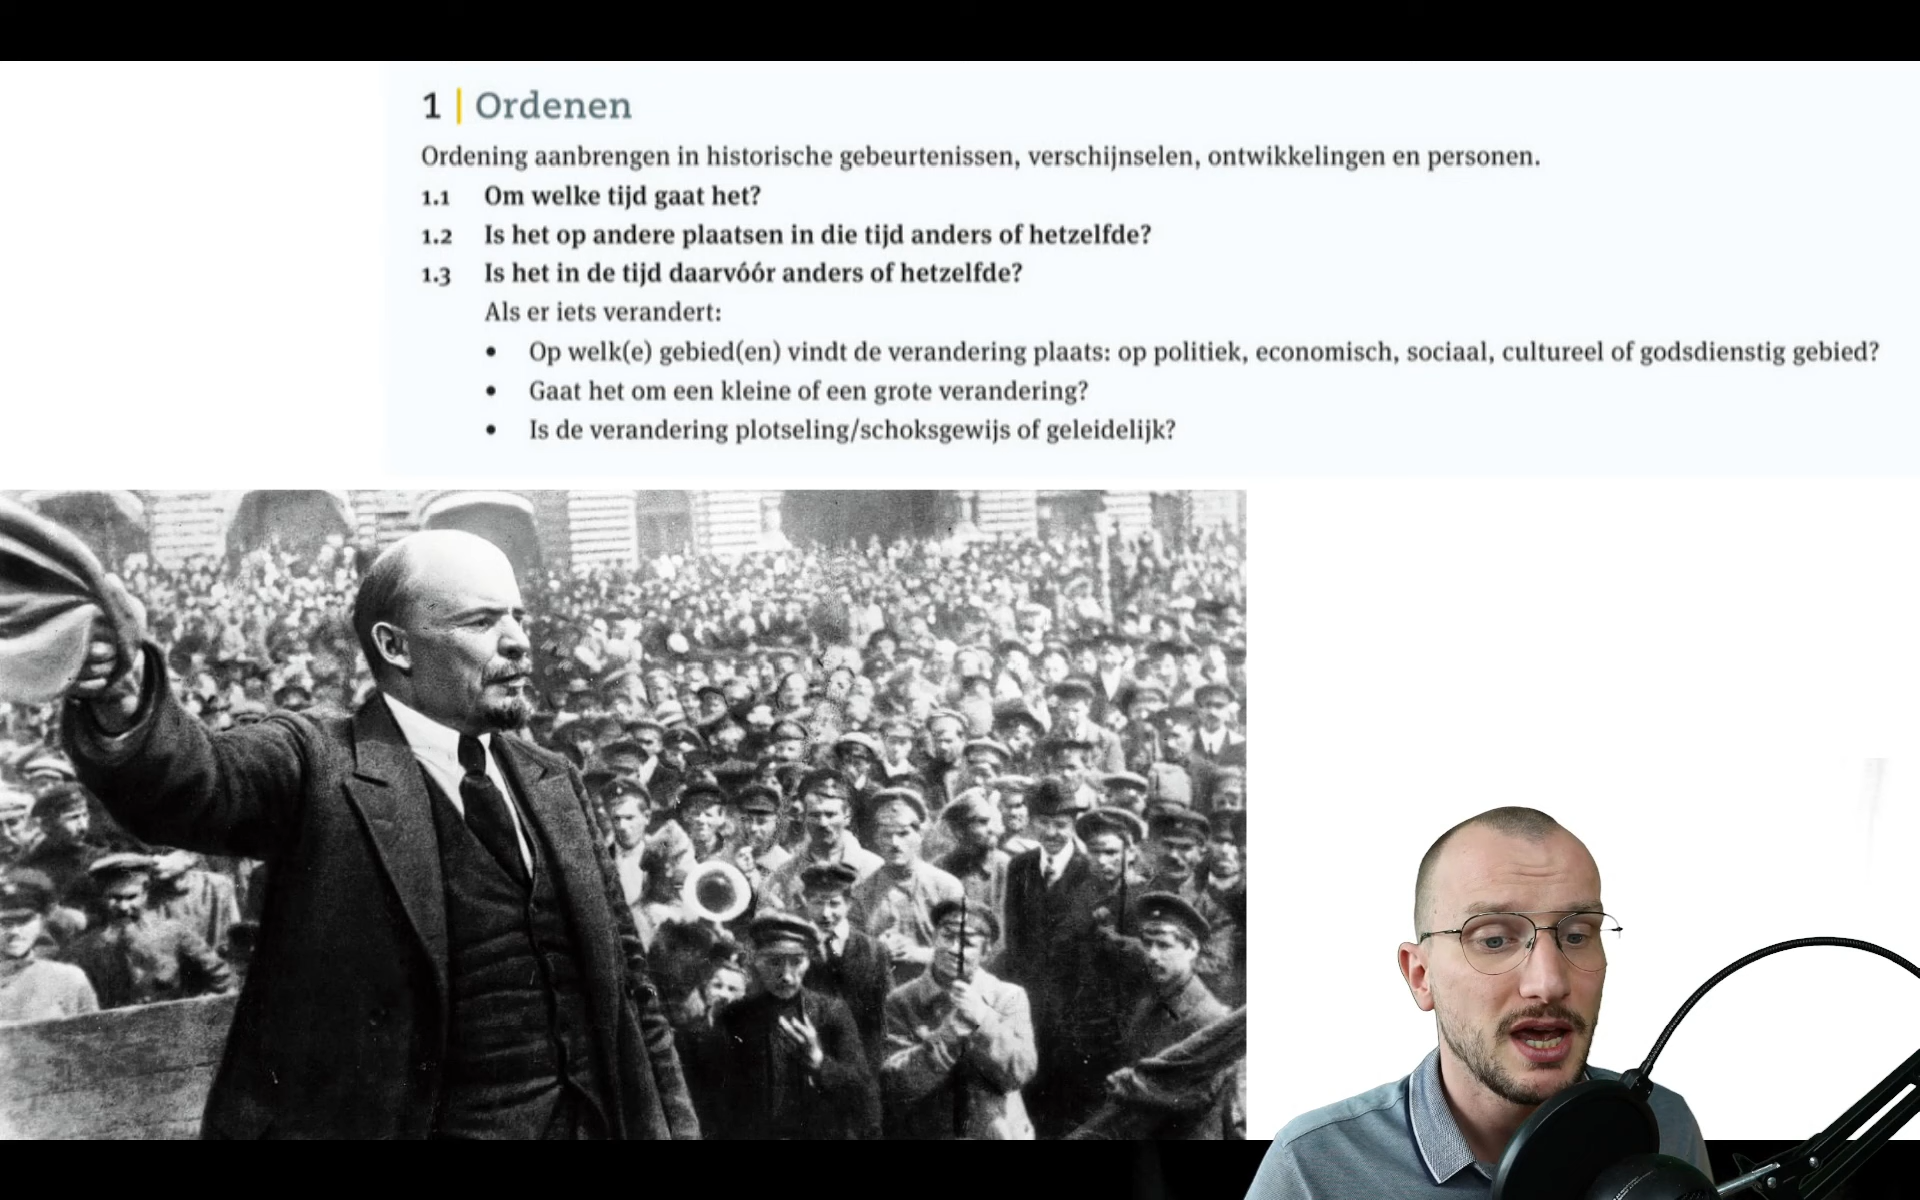 1 | Ordenen
Ordening aanbrengen in historische gebeurtenissen, verschijnselen, ontwikkelingen en personen.
1.1 Om welke tijd gaat het?
1.2 Is het op andere plaatsen in die tijd anders of hetzelfde?
1.3 Is het in de tijd daarvóór anders of hetzelfde?
Als er iets verandert:
• Op welk(e) gebied(en) vindt de verandering plaats: op politiek, economisch, sociaal, cultureel of godsdienstig gebied?
• Gaat het om een kleine of een grote verandering?
• Is de verandering plotseling/schoksgewijs of geleidelijk?